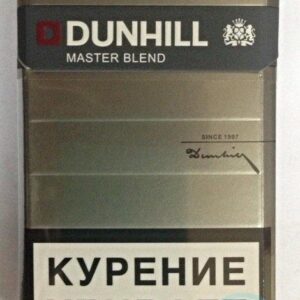 DUNHILL
MASTER BLEND
SINCE 1907
Dunhill
КУРЕНИЕ